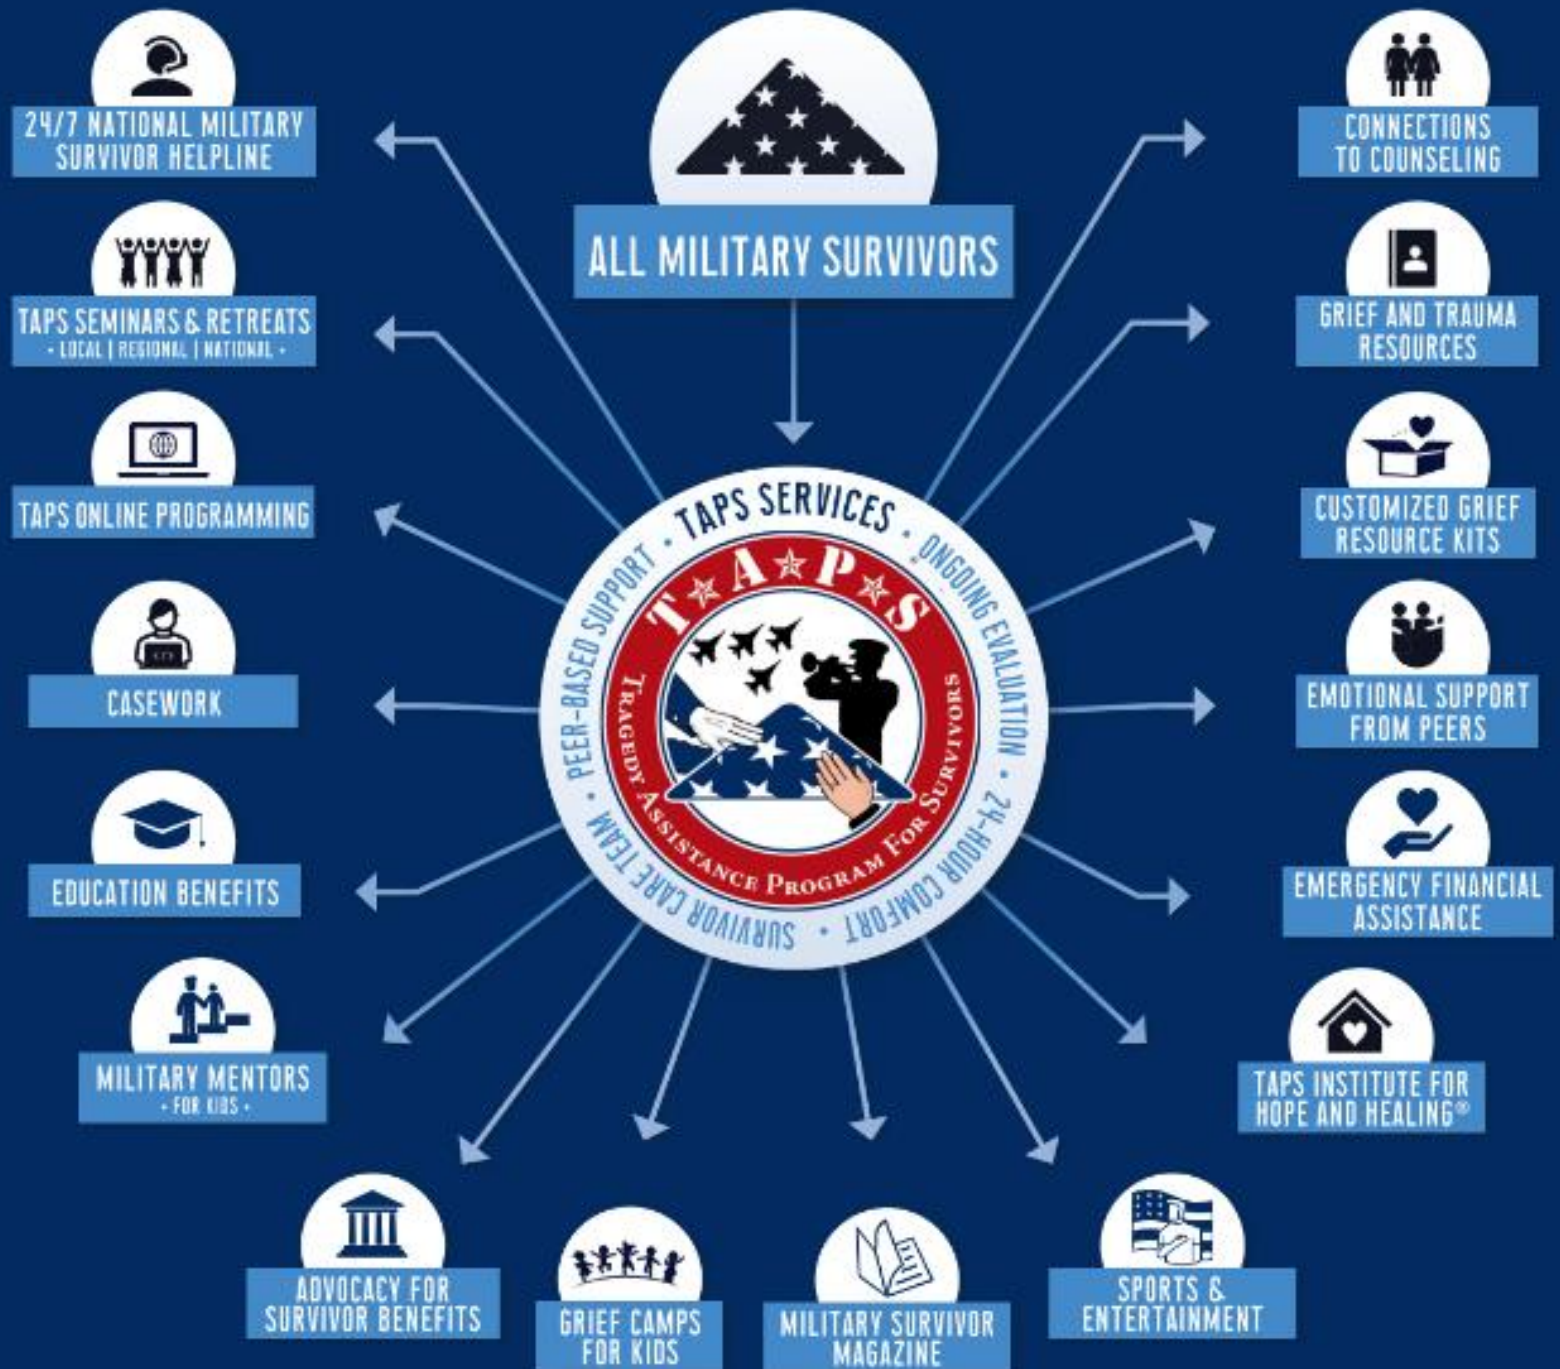 24/7 NATIONAL MILITARY
SURVIVOR HELPLINE
TAPS SEMINARS & RETREATS
• LOCAL | REGIONAL | NATIONAL •
TAPS ONLINE PROGRAMMING
CASEWORK
EDUCATION BENEFITS
MILITARY MENTORS
• FOR KIDS •
ALL MILITARY SURVIVORS
TAPS SERVICES • ONGOING EVALUATION • 24-HOUR COMFORT • SURVIVOR CARE TEAM • PEER-BASED SUPPORT •
T☆A☆P☆S
TRAGEDY ASSISTANCE PROGRAM FOR SURVIVORS
CONNECTIONS
TO COUNSELING
GRIEF AND TRAUMA
RESOURCES
CUSTOMIZED GRIEF
RESOURCE KITS
EMOTIONAL SUPPORT
FROM PEERS
EMERGENCY FINANCIAL
ASSISTANCE
TAPS INSTITUTE FOR
HOPE AND HEALING®
ADVOCACY FOR
SURVIVOR BENEFITS
GRIEF CAMPS
FOR KIDS
MILITARY SURVIVOR
MAGAZINE
SPORTS &
ENTERTAINMENT